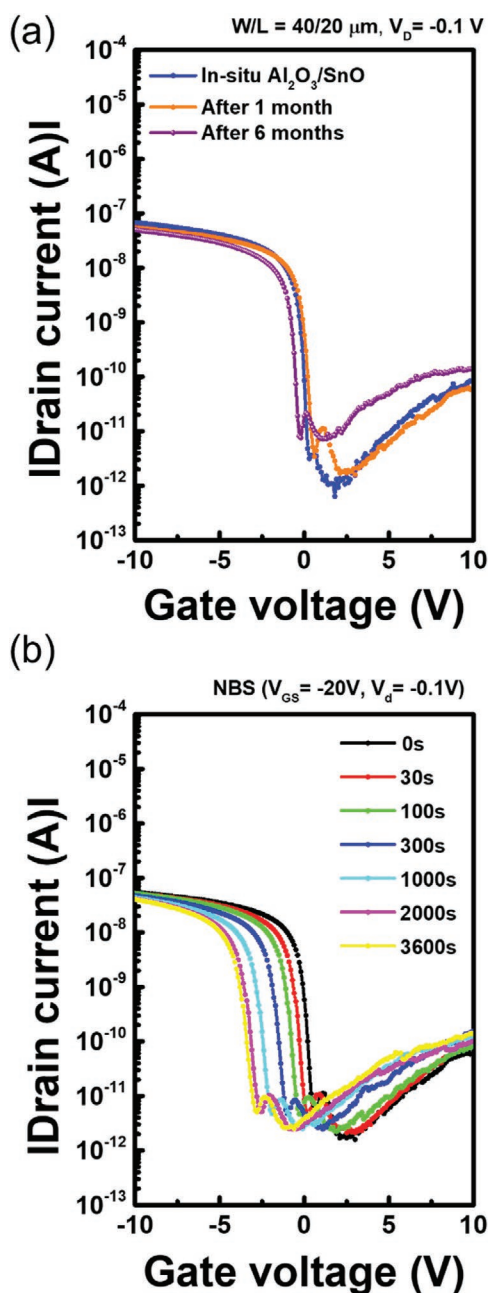 (a)
W/L = 40/20 μm, V_D= -0.1 V
In-situ Al₂O₃/SnO
After 1 month
After 6 months
|Drain current (A)|
10⁻⁴
10⁻⁵
10⁻⁶
10⁻⁷
10⁻⁸
10⁻⁹
10⁻¹⁰
10⁻¹¹
10⁻¹²
10⁻¹³
-10 -5 0 5 10
Gate voltage (V)
(b)
NBS (V_GS= -20V, V_d= -0.1V)
0s
30s
100s
300s
1000s
2000s
3600s
|Drain current (A)|
10⁻⁴
10⁻⁵
10⁻⁶
10⁻⁷
10⁻⁸
10⁻⁹
10⁻¹⁰
10⁻¹¹
10⁻¹²
10⁻¹³
-10 -5 0 5 10
Gate voltage (V)